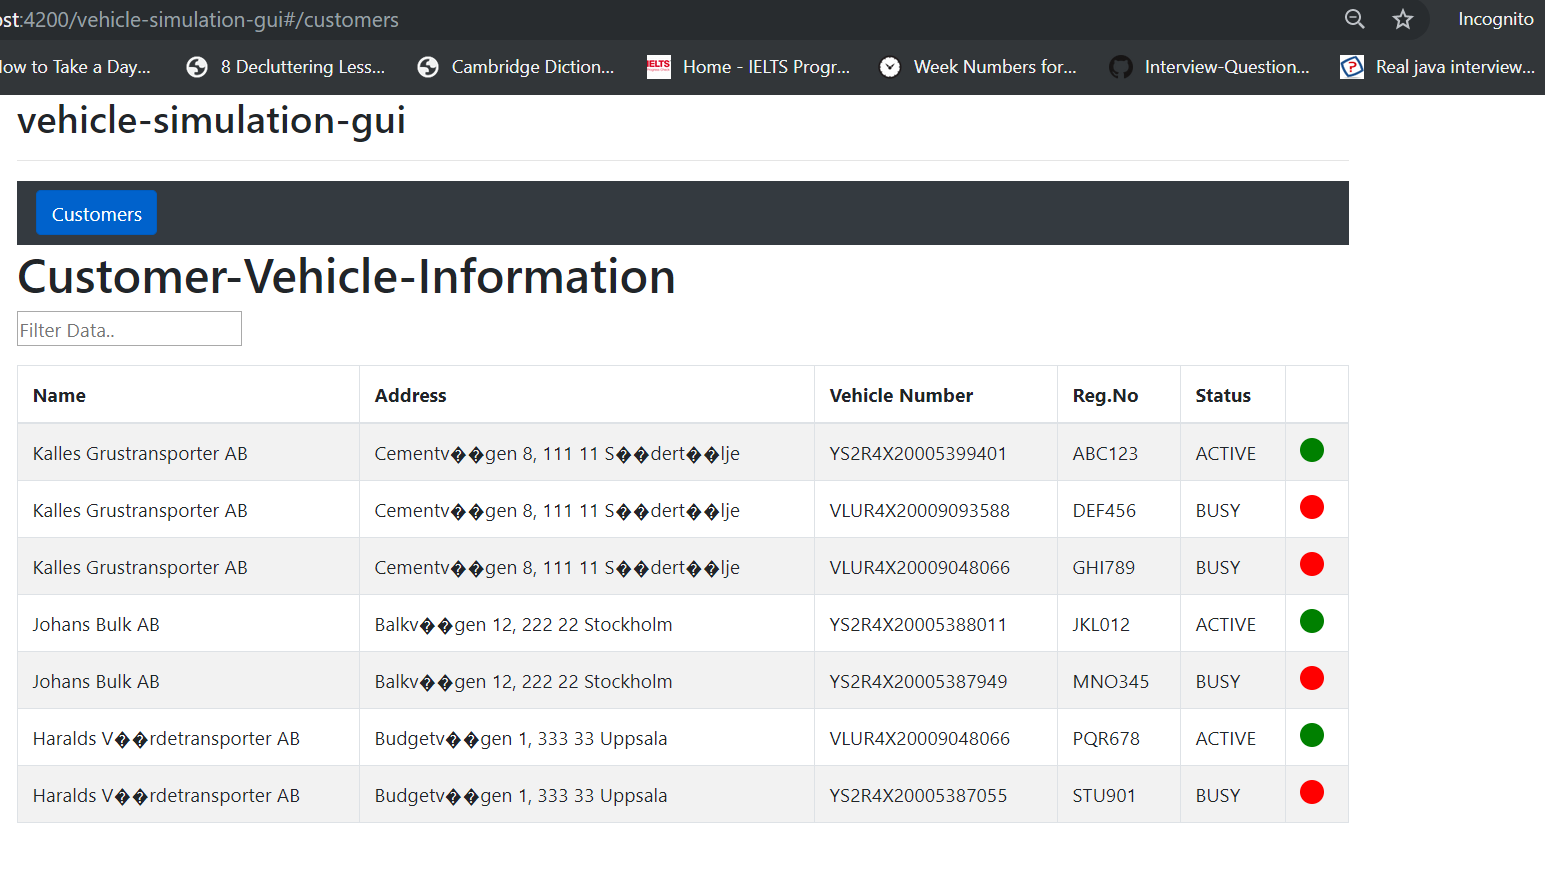 ost:4200/vehicle-simulation-gui#/customers Incognito
low to Take a Day... 8 Decluttering Less... Cambridge Diction... IELTS Home - IELTS Progr... Week Numbers for... Interview-Question... Real java interview...
vehicle-simulation-gui
Customers
Customer-Vehicle-Information
Filter Data..
Name Address Vehicle Number Reg.No Status
Kalles Grustransporter AB Cementv��gen 8, 111 11 S��dert��lje YS2R4X20005399401 ABC123 ACTIVE
Kalles Grustransporter AB Cementv��gen 8, 111 11 S��dert��lje VLUR4X20009093588 DEF456 BUSY
Kalles Grustransporter AB Cementv��gen 8, 111 11 S��dert��lje VLUR4X20009048066 GHI789 BUSY
Johans Bulk AB Balkv��gen 12, 222 22 Stockholm YS2R4X20005388011 JKL012 ACTIVE
Johans Bulk AB Balkv��gen 12, 222 22 Stockholm YS2R4X20005387949 MNO345 BUSY
Haralds V��rdetransporter AB Budgetv��gen 1, 333 33 Uppsala VLUR4X20009048066 PQR678 ACTIVE
Haralds V��rdetransporter AB Budgetv��gen 1, 333 33 Uppsala YS2R4X20005387055 STU901 BUSY